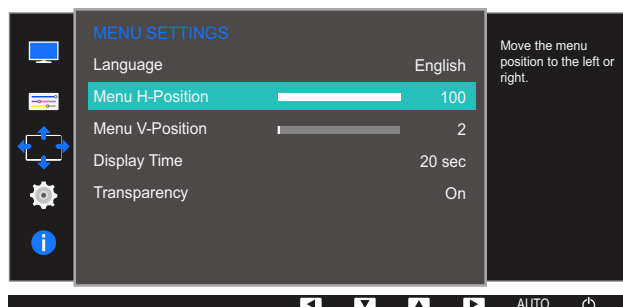 MENU SETTINGS
Language English
Menu H-Position 100
Menu V-Position 2
Display Time 20 sec
Transparency On
Move the menu
position to the left or
right.
AUTO